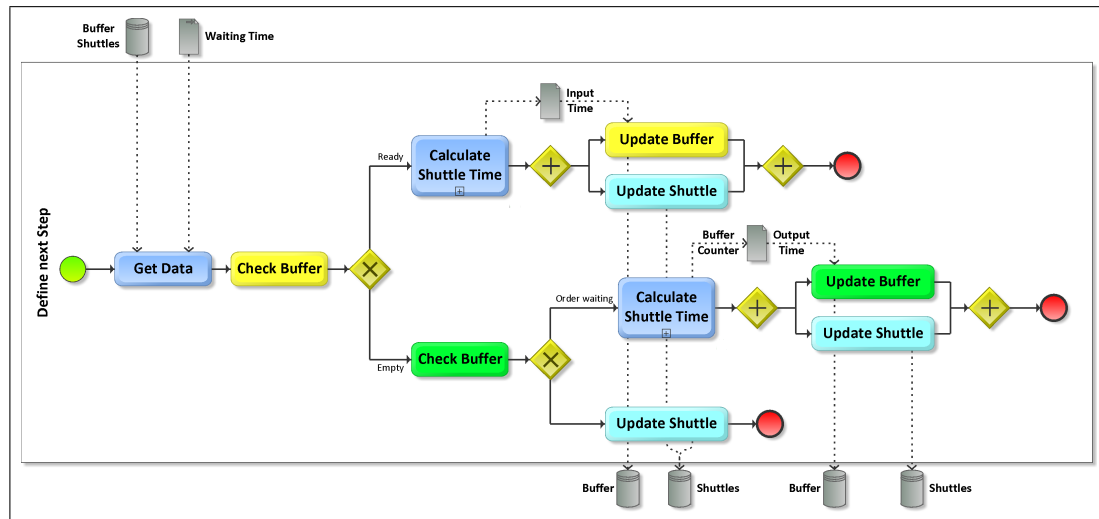 Buffer
Shuttles
Waiting Time
Define next Step
Input
Time
Ready
Calculate
Shuttle Time
Update Buffer
Update Shuttle
Get Data
Check Buffer
Buffer
Counter
Output
Time
Order waiting
Calculate
Shuttle Time
Update Buffer
Update Shuttle
Empty
Check Buffer
Update Shuttle
Buffer
Shuttles
Buffer
Shuttles